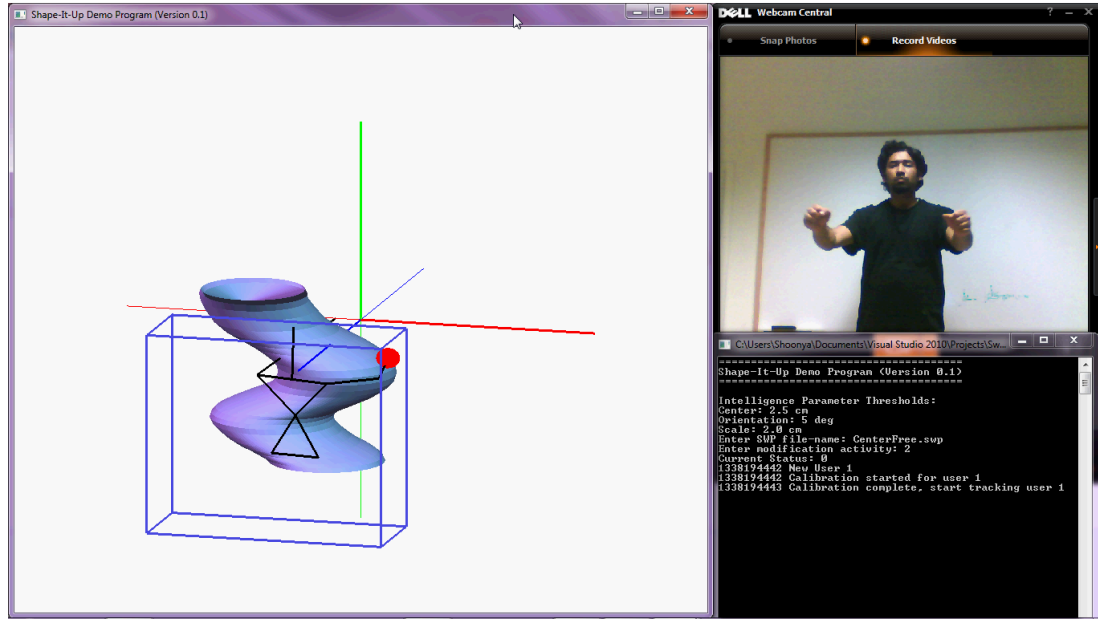 Shape-It-Up Demo Program (Version 0.1)
DELL Webcam Central
Snap Photos
Record Videos
C:\Users\Shoonya\Documents\Visual Studio 2010\Projects\Sw...
=====================================
Shape-It-Up Demo Program (Version 0.1)
=====================================
Intelligence Parameter Thresholds:
Center: 2.5 cm
Orientation: 5 deg
Scale: 2.0 cm
Enter SWP file-name: CenterFree.swp
Enter modification activity: 2
Current Status: 0
1338194442 New User 1
1338194442 Calibration started for user 1
1338194443 Calibration complete, start tracking user 1